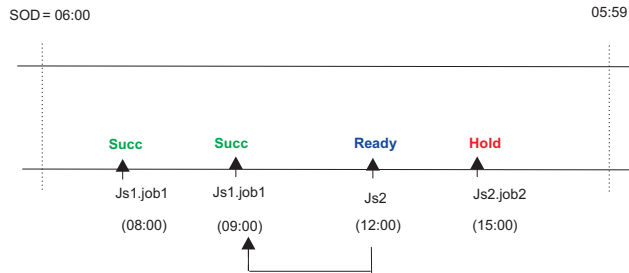 SOD = 06:00 05:59
Succ Succ Ready Hold
Js1.job1 Js1.job1 Js2 Js2.job2
(08:00) (09:00) (12:00) (15:00)